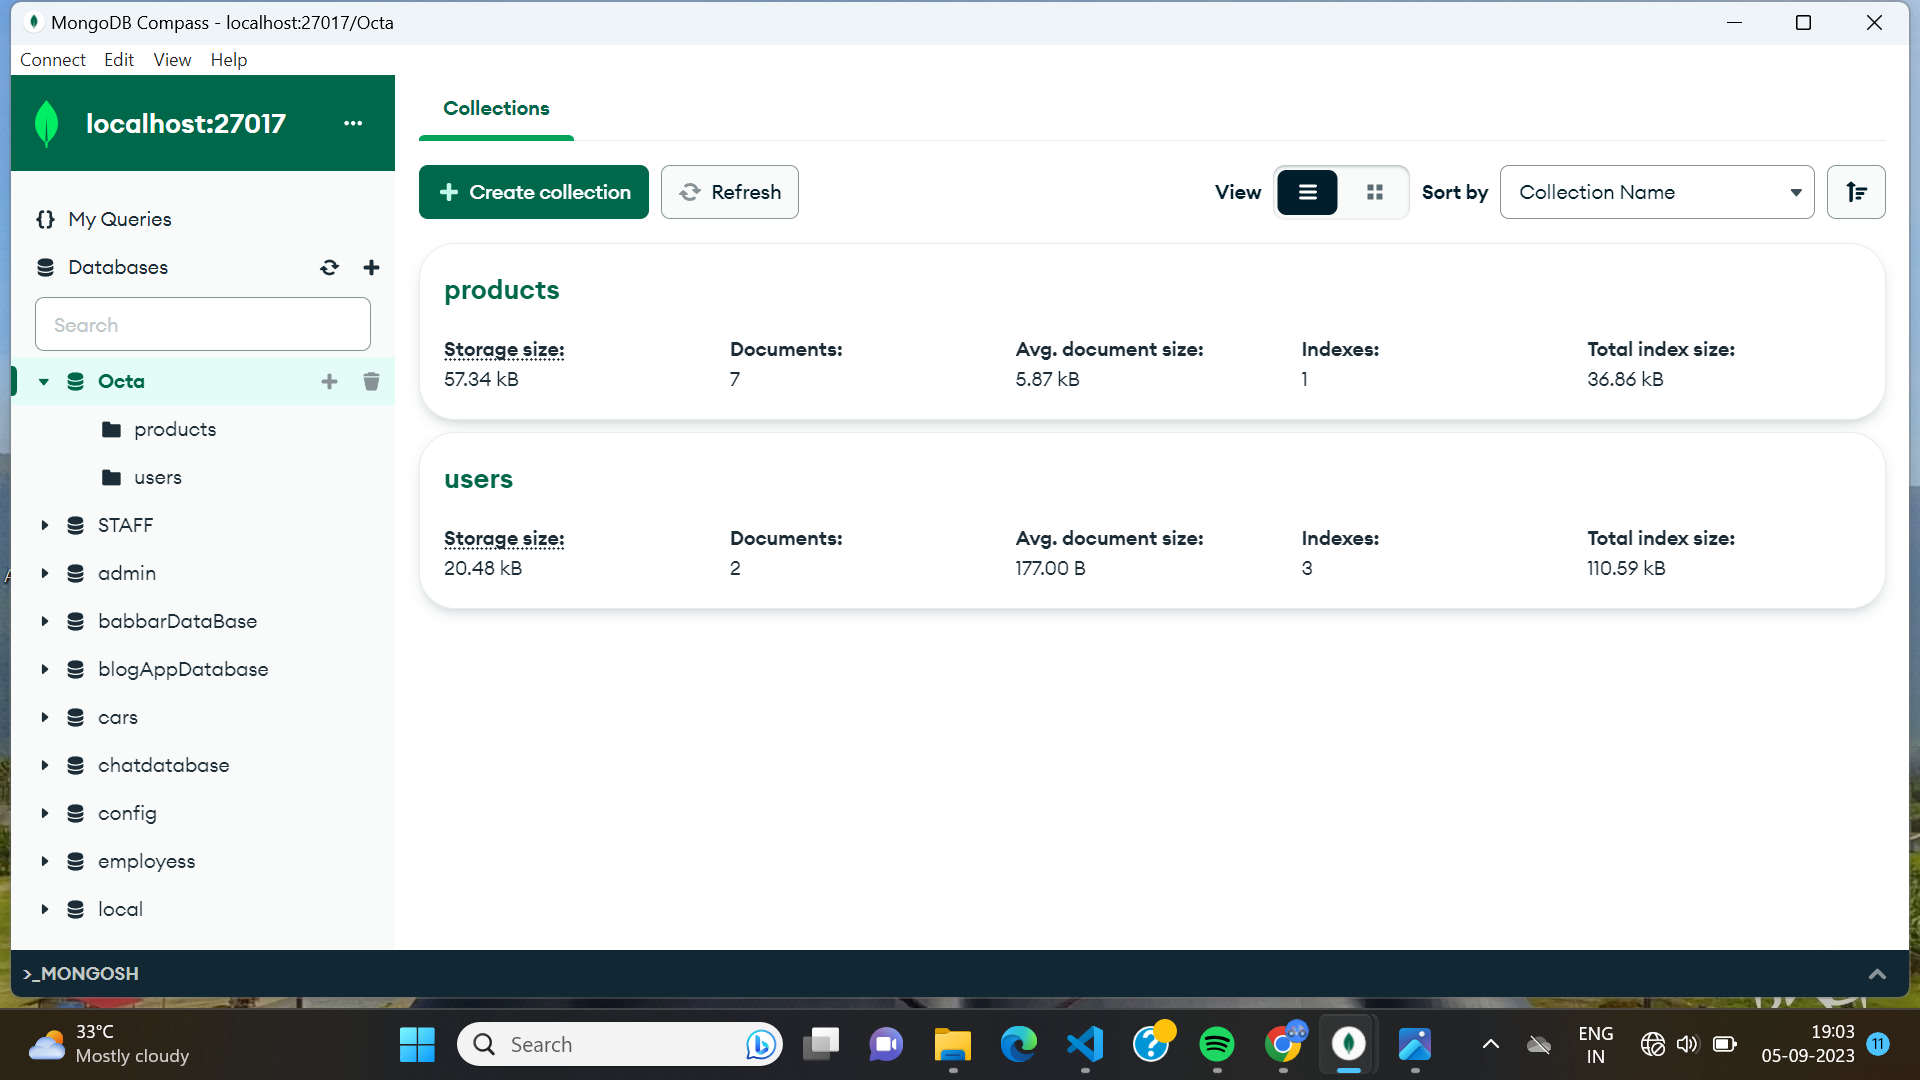 MongoDB Compass - localhost:27017/Octa
Connect Edit View Help
localhost:27017
My Queries
Databases
Search
Octa
products
users
STAFF
admin
babbarDataBase
blogAppDatabase
cars
chatdatabase
config
employess
local
Collections
Create collection Refresh View Sort by Collection Name
products
Storage size: Documents: Avg. document size: Indexes: Total index size:
57.34 kB 7 5.87 kB 1 36.86 kB
users
Storage size: Documents: Avg. document size: Indexes: Total index size:
20.48 kB 2 177.00 B 3 110.59 kB
>_MONGOSH
33°C
Mostly cloudy
Search
ENG
IN
19:03
05-09-2023
11